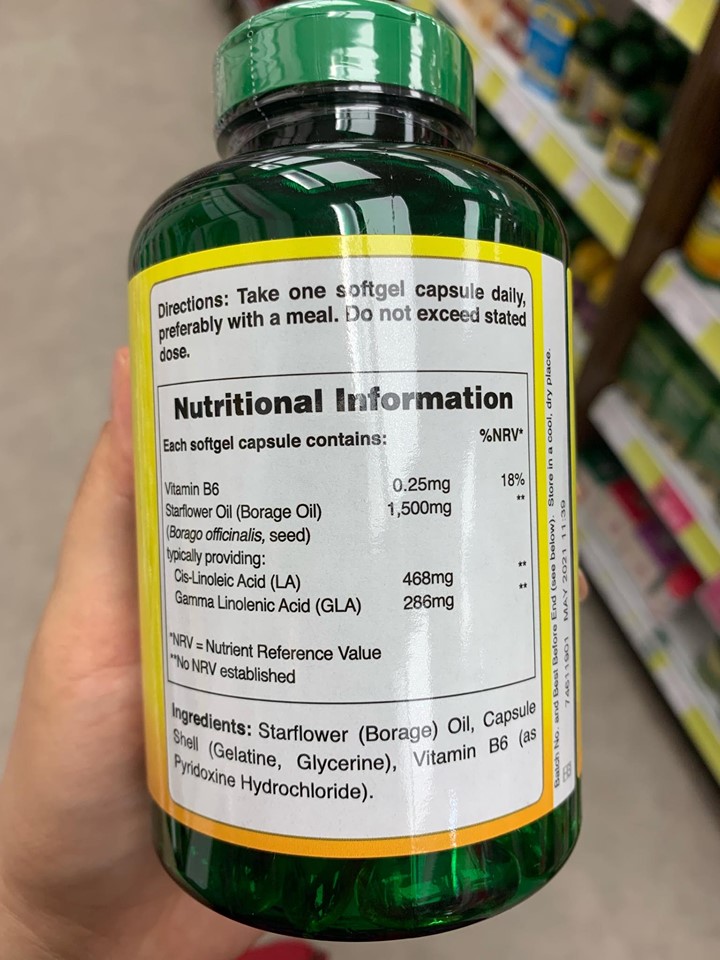 Directions: Take one softgel capsule daily,
preferably with a meal. Do not exceed stated
dose.
Nutritional Information
Each softgel capsule contains: %NRV*
Vitamin B6 0.25mg 18%
Starflower Oil (Borage Oil) 1,500mg **
(Borago officinalis, seed)
typically providing:
Cis-Linoleic Acid (LA) 468mg **
Gamma Linolenic Acid (GLA) 286mg **
*NRV = Nutrient Reference Value
**No NRV established
Ingredients: Starflower (Borage) Oil, Capsule
Shell (Gelatine, Glycerine), Vitamin B6 (as
Pyridoxine Hydrochloride).
Batch No. and Best Before End (see below). Store in a cool, dry place.
74611901 MAY 2021 11:39